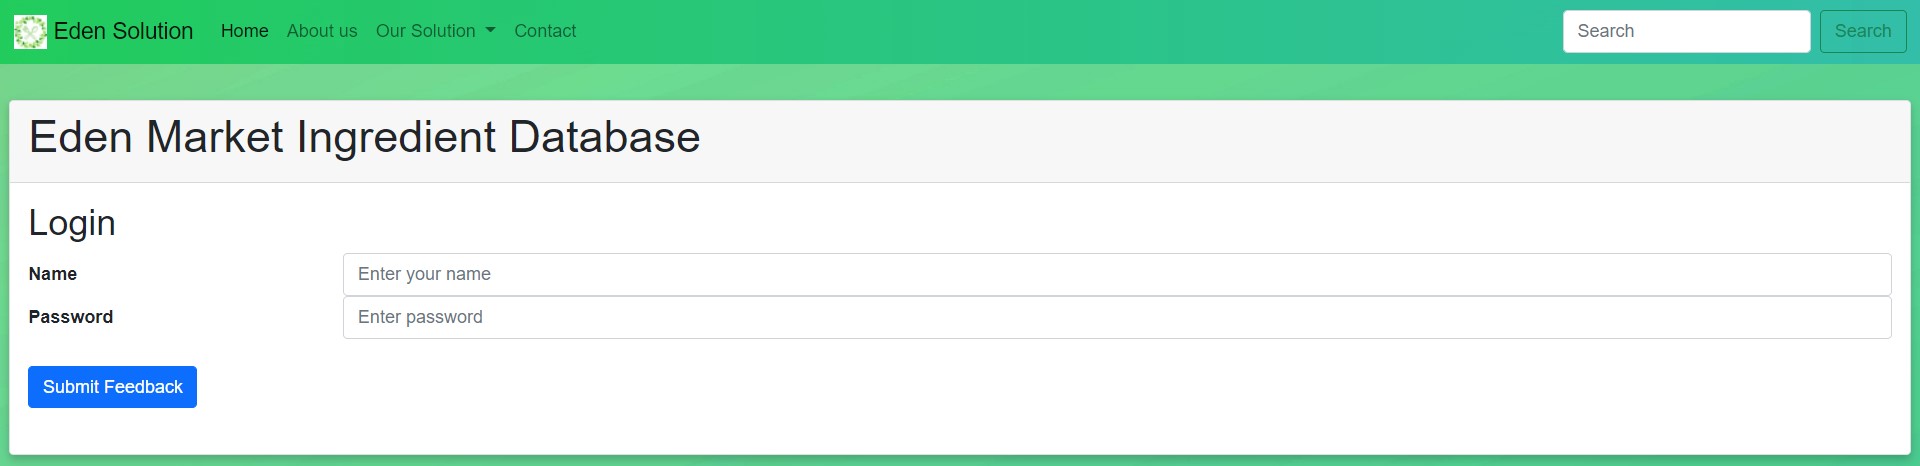 Eden Solution Home About us Our Solution Contact Search Search
Eden Market Ingredient Database
Login
Name Enter your name
Password Enter password
Submit Feedback